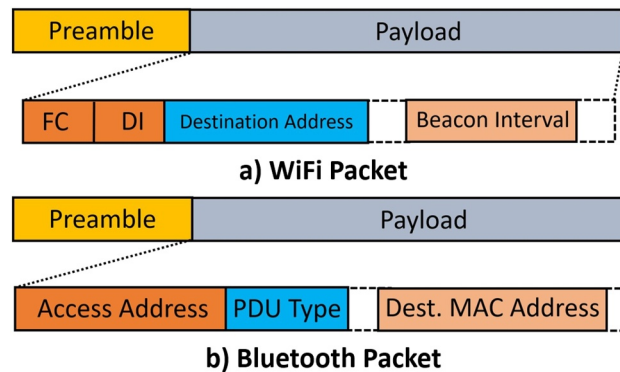 Preamble Payload
FC DI Destination Address Beacon Interval
a) WiFi Packet
Preamble Payload
Access Address PDU Type Dest. MAC Address
b) Bluetooth Packet